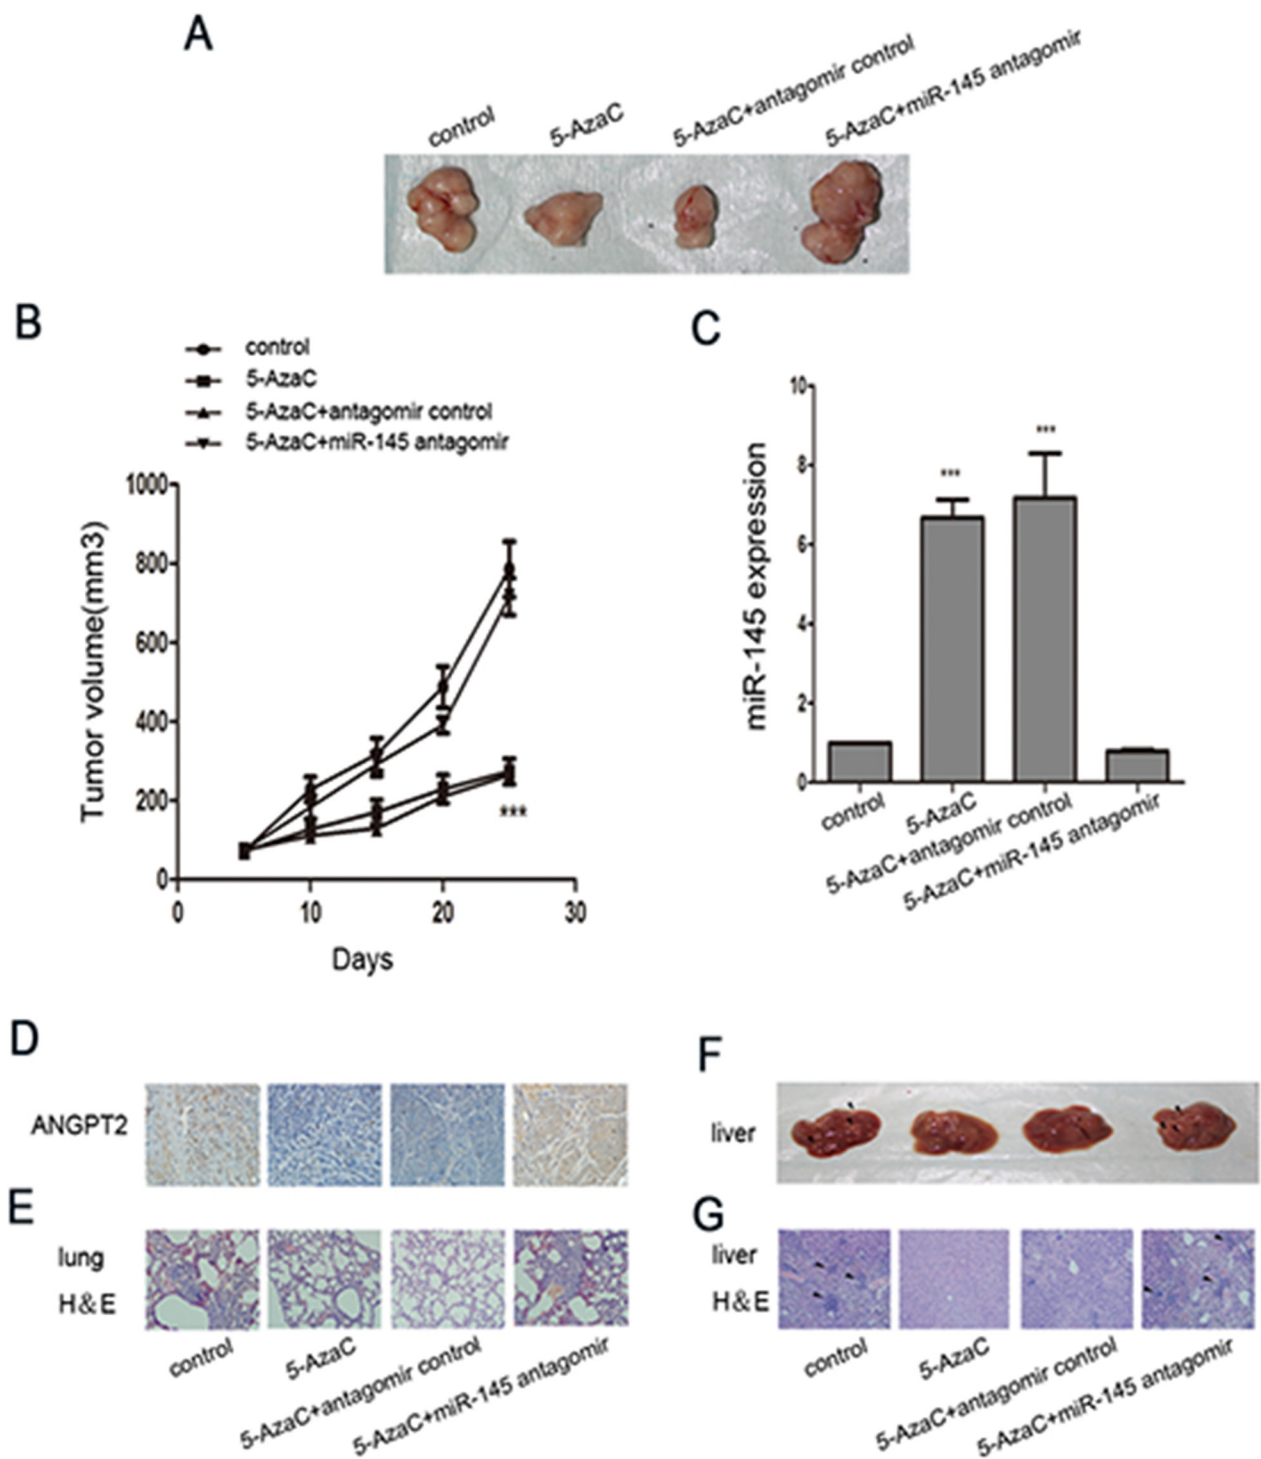 A
control
5-AzaC
5-AzaC+antagomir control
5-AzaC+miR-145 antagomir
B
control
5-AzaC
5-AzaC+antagomir control
5-AzaC+miR-145 antagomir
Tumor volume(mm3)
1000
800
600
400
200
0
***
0
10
20
30
Days
C
miR-145 expression
10
8
6
4
2
0
***
***
control
5-AzaC
5-AzaC+antagomir control
5-AzaC+miR-145 antagomir
D
ANGPT2
E
lung
H&E
control
5-AzaC
5-AzaC+antagomir control
5-AzaC+miR-145 antagomir
F
liver
G
liver
H&E
control
5-AzaC
5-AzaC+antagomir control
5-AzaC+miR-145 antagomir